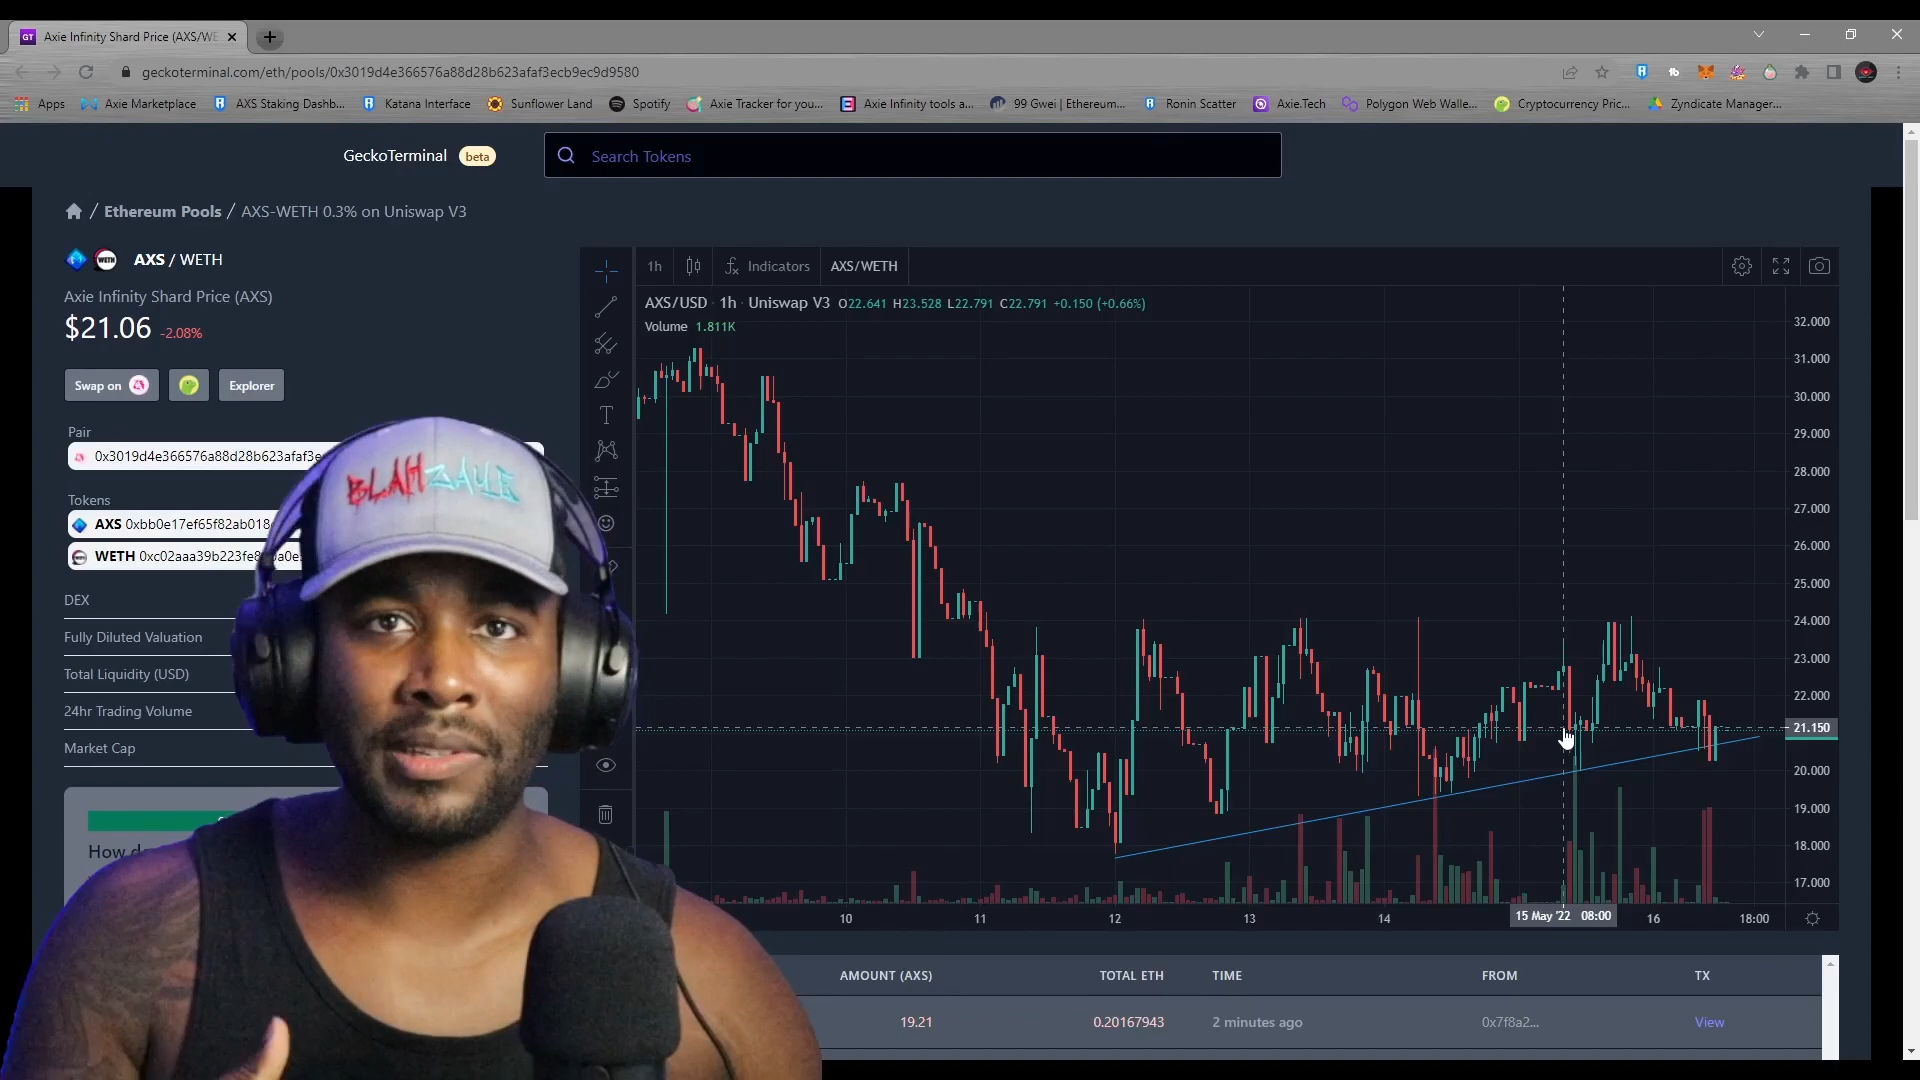 GT Axie Infinity Shard Price (AXS/WE
geckoterminal.com/eth/pools/0x3019d4e366576a88d28b623afaf3ecb9ec9d9580
Apps Axie Marketplace AXS Staking Dashb... Katana Interface Sunflower Land Spotify Axie Tracker for you... Axie Infinity tools a... 99 Gwei | Ethereum... Ronin Scatter Axie.Tech Polygon Web Walle... Cryptocurrency Pric... Zyndicate Manager...
GeckoTerminal beta Search Tokens
/ Ethereum Pools / AXS-WETH 0.3% on Uniswap V3
WETH AXS / WETH
Axie Infinity Shard Price (AXS)
$21.06 -2.08%
Swap on Explorer
Pair
0x3019d4e366576a88d28b623afaf3e
Tokens
AXS 0xbb0e17ef65f82ab018
WETH 0xc02aaa39b223fe8
DEX
Fully Diluted Valuation
Total Liquidity (USD)
24hr Trading Volume
Market Cap
How do
BLAHZAUE
1h Indicators AXS/WETH
AXS/USD · 1h · Uniswap V3 O22.641 H23.528 L22.791 C22.791 +0.150 (+0.66%)
Volume 1.811K
32.000
31.000
30.000
29.000
28.000
27.000
26.000
25.000
24.000
23.000
22.000
21.150
20.000
19.000
18.000
17.000
10 11 12 13 14 15 May '22 08:00 16 18:00
AMOUNT (AXS) TOTAL ETH TIME FROM TX
19.21 0.20167943 2 minutes ago 0x7f8a2... View